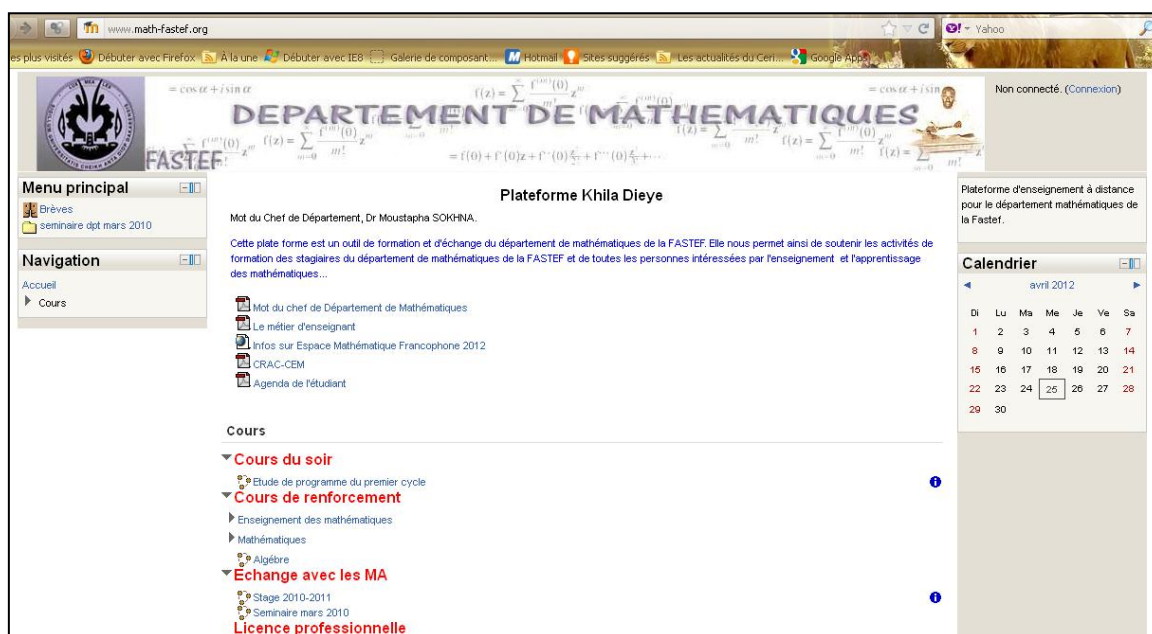 www.math-fastef.org
Yahoo
es plus visités Débuter avec Firefox À la une Débuter avec IE8 Galerie de composant... Hotmail Sites suggérés Les actualités du Ceri... Google Apps
DEPARTEMENT DE MATHEMATIQUES
FASTEF
= cos α + i sin α
= cos α + i sin
= f(0) + f'(0)z + f''(0)
Non connecté. (Connexion)
Menu principal
Brèves
seminaire dpt mars 2010
Navigation
Accueil
Cours
Plateforme Khila Dieye
Mot du Chef de Département, Dr Moustapha SOKHNA.
Cette plate forme est un outil de formation et d'échange du département de mathématiques de la FASTEF. Elle nous permet ainsi de soutenir les activités de
formation des stagiaires du département de mathématiques de la FASTEF et de toutes les personnes intéressées par l'enseignement et l'apprentissage
des mathématiques...
Mot du chef de Département de Mathématiques
Le métier d'enseignant
Infos sur Espace Mathématique Francophone 2012
CRAC-CEM
Agenda de l'étudiant
Cours
Cours du soir
Etude de programme du premier cycle
Cours de renforcement
Enseignement des mathématiques
Mathématiques
Algébre
Echange avec les MA
Stage 2010-2011
Seminaire mars 2010
Licence professionnelle
Plateforme d'enseignement à distance
pour le département mathématiques de
la Fastef.
Calendrier
avril 2012
Di Lu Ma Me Je Ve Sa
1 2 3 4 5 6 7
8 9 10 11 12 13 14
15 16 17 18 19 20 21
22 23 24 25 26 27 28
29 30